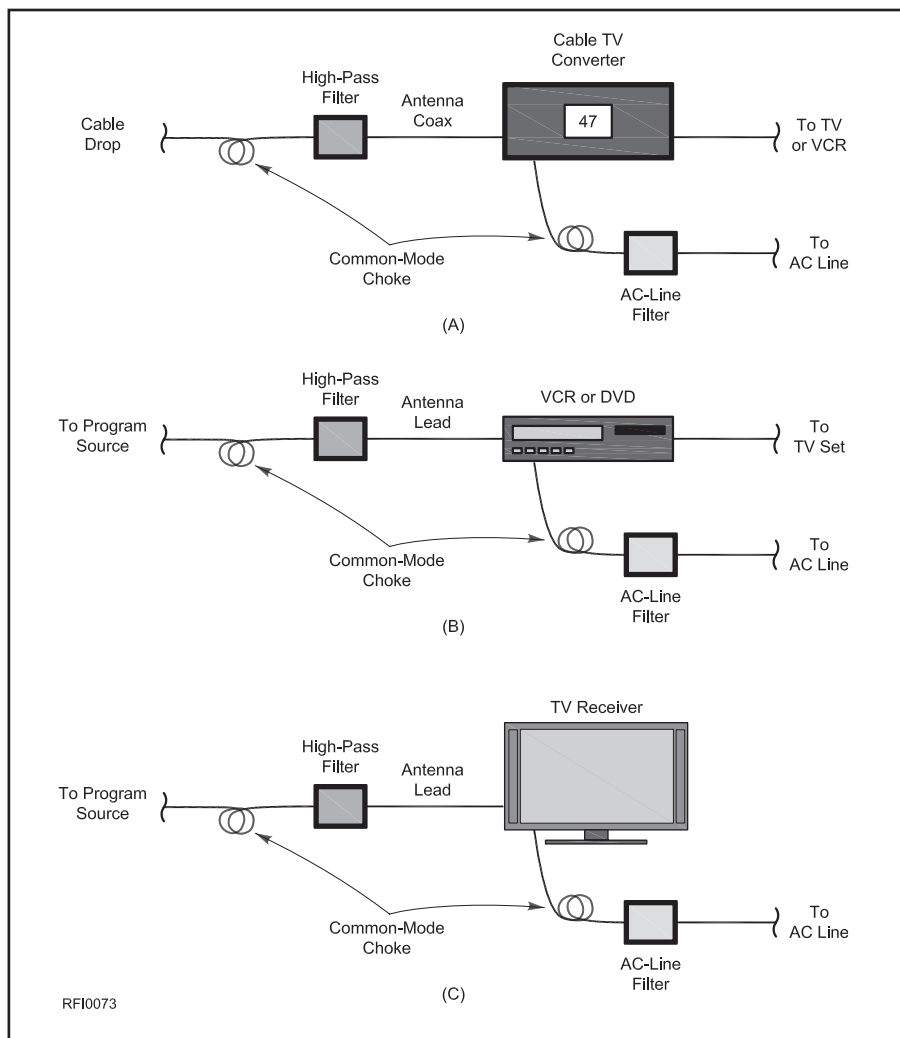 Cable TV
Converter
High-Pass
Filter
Antenna
Coax
Cable
Drop
47
To TV
or VCR
Common-Mode
Choke
To
AC Line
AC-Line
Filter
(A)
High-Pass
Filter
Antenna
Lead
VCR or DVD
To Program
Source
To
TV Set
Common-Mode
Choke
To
AC Line
AC-Line
Filter
(B)
TV Receiver
High-Pass
Filter
Antenna
Lead
To Program
Source
Common-Mode
Choke
To
AC Line
AC-Line
Filter
(C)
RFI0073